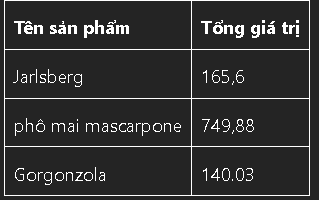 Tên sản phẩm Tổng giá trị
Jarlsberg 165,6
phô mai mascarpone 749,88
Gorgonzola 140.03